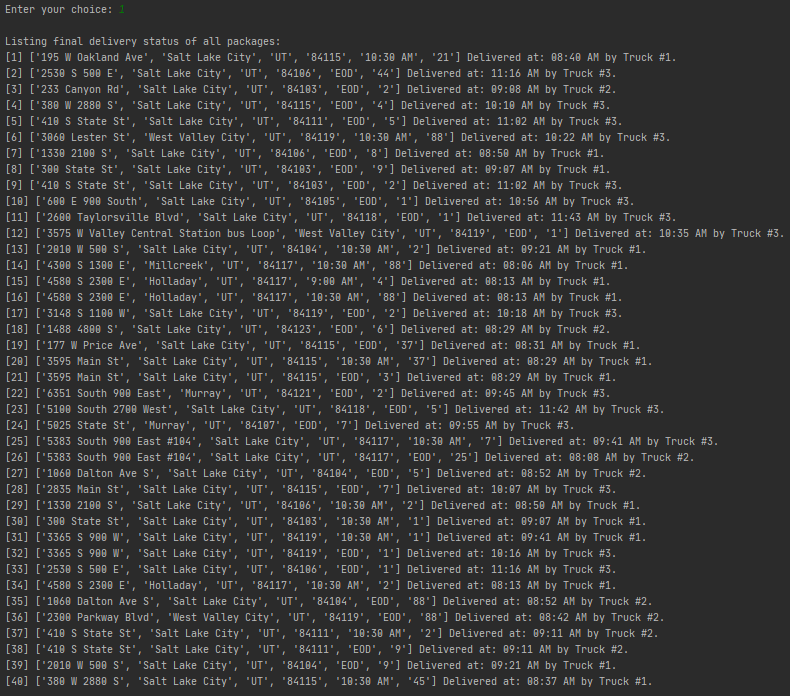 Enter your choice: 1
Listing final delivery status of all packages:
[1] ['195 W Oakland Ave', 'Salt Lake City', 'UT', '84115', '10:30 AM', '21'] Delivered at: 08:40 AM by Truck #1.
[2] ['2530 S 500 E', 'Salt Lake City', 'UT', '84106', 'EOD', '44'] Delivered at: 11:16 AM by Truck #3.
[3] ['233 Canyon Rd', 'Salt Lake City', 'UT', '84103', 'EOD', '2'] Delivered at: 09:08 AM by Truck #2.
[4] ['380 W 2880 S', 'Salt Lake City', 'UT', '84115', 'EOD', '4'] Delivered at: 10:10 AM by Truck #3.
[5] ['410 S State St', 'Salt Lake City', 'UT', '84111', 'EOD', '5'] Delivered at: 11:02 AM by Truck #3.
[6] ['3060 Lester St', 'West Valley City', 'UT', '84119', '10:30 AM', '88'] Delivered at: 10:22 AM by Truck #3.
[7] ['1330 2100 S', 'Salt Lake City', 'UT', '84106', 'EOD', '8'] Delivered at: 08:50 AM by Truck #1.
[8] ['300 State St', 'Salt Lake City', 'UT', '84103', 'EOD', '9'] Delivered at: 09:07 AM by Truck #1.
[9] ['410 S State St', 'Salt Lake City', 'UT', '84103', 'EOD', '2'] Delivered at: 11:02 AM by Truck #3.
[10] ['600 E 900 South', 'Salt Lake City', 'UT', '84105', 'EOD', '1'] Delivered at: 10:56 AM by Truck #3.
[11] ['2600 Taylorsville Blvd', 'Salt Lake City', 'UT', '84118', 'EOD', '1'] Delivered at: 11:43 AM by Truck #3.
[12] ['3575 W Valley Central Station bus Loop', 'West Valley City', 'UT', '84119', 'EOD', '1'] Delivered at: 10:35 AM by Truck #3.
[13] ['2010 W 500 S', 'Salt Lake City', 'UT', '84104', '10:30 AM', '2'] Delivered at: 09:21 AM by Truck #1.
[14] ['4300 S 1300 E', 'Millcreek', 'UT', '84117', '10:30 AM', '88'] Delivered at: 08:06 AM by Truck #1.
[15] ['4580 S 2300 E', 'Holladay', 'UT', '84117', '9:00 AM', '4'] Delivered at: 08:13 AM by Truck #1.
[16] ['4580 S 2300 E', 'Holladay', 'UT', '84117', '10:30 AM', '88'] Delivered at: 08:13 AM by Truck #1.
[17] ['3148 S 1100 W', 'Salt Lake City', 'UT', '84119', 'EOD', '2'] Delivered at: 10:18 AM by Truck #3.
[18] ['1488 4800 S', 'Salt Lake City', 'UT', '84123', 'EOD', '6'] Delivered at: 08:29 AM by Truck #2.
[19] ['177 W Price Ave', 'Salt Lake City', 'UT', '84115', 'EOD', '37'] Delivered at: 08:31 AM by Truck #1.
[20] ['3595 Main St', 'Salt Lake City', 'UT', '84115', '10:30 AM', '37'] Delivered at: 08:29 AM by Truck #1.
[21] ['3595 Main St', 'Salt Lake City', 'UT', '84115', 'EOD', '3'] Delivered at: 08:29 AM by Truck #1.
[22] ['6351 South 900 East', 'Murray', 'UT', '84121', 'EOD', '2'] Delivered at: 09:45 AM by Truck #3.
[23] ['5100 South 2700 West', 'Salt Lake City', 'UT', '84118', 'EOD', '5'] Delivered at: 11:42 AM by Truck #3.
[24] ['5025 State St', 'Murray', 'UT', '84107', 'EOD', '7'] Delivered at: 09:55 AM by Truck #3.
[25] ['5383 South 900 East #104', 'Salt Lake City', 'UT', '84117', '10:30 AM', '7'] Delivered at: 09:41 AM by Truck #3.
[26] ['5383 South 900 East #104', 'Salt Lake City', 'UT', '84117', 'EOD', '25'] Delivered at: 08:08 AM by Truck #2.
[27] ['1060 Dalton Ave S', 'Salt Lake City', 'UT', '84104', 'EOD', '5'] Delivered at: 08:52 AM by Truck #2.
[28] ['2835 Main St', 'Salt Lake City', 'UT', '84115', 'EOD', '7'] Delivered at: 10:07 AM by Truck #3.
[29] ['1330 2100 S', 'Salt Lake City', 'UT', '84106', '10:30 AM', '2'] Delivered at: 08:50 AM by Truck #1.
[30] ['300 State St', 'Salt Lake City', 'UT', '84103', '10:30 AM', '1'] Delivered at: 09:07 AM by Truck #1.
[31] ['3365 S 900 W', 'Salt Lake City', 'UT', '84119', '10:30 AM', '1'] Delivered at: 09:41 AM by Truck #1.
[32] ['3365 S 900 W', 'Salt Lake City', 'UT', '84119', 'EOD', '1'] Delivered at: 10:16 AM by Truck #3.
[33] ['2530 S 500 E', 'Salt Lake City', 'UT', '84106', 'EOD', '1'] Delivered at: 11:16 AM by Truck #3.
[34] ['4580 S 2300 E', 'Holladay', 'UT', '84117', '10:30 AM', '2'] Delivered at: 08:13 AM by Truck #1.
[35] ['1060 Dalton Ave S', 'Salt Lake City', 'UT', '84104', 'EOD', '88'] Delivered at: 08:52 AM by Truck #2.
[36] ['2300 Parkway Blvd', 'West Valley City', 'UT', '84119', 'EOD', '88'] Delivered at: 08:42 AM by Truck #2.
[37] ['410 S State St', 'Salt Lake City', 'UT', '84111', '10:30 AM', '2'] Delivered at: 09:11 AM by Truck #2.
[38] ['410 S State St', 'Salt Lake City', 'UT', '84111', 'EOD', '9'] Delivered at: 09:11 AM by Truck #2.
[39] ['2010 W 500 S', 'Salt Lake City', 'UT', '84104', 'EOD', '9'] Delivered at: 09:21 AM by Truck #1.
[40] ['380 W 2880 S', 'Salt Lake City', 'UT', '84115', '10:30 AM', '45'] Delivered at: 08:37 AM by Truck #1.